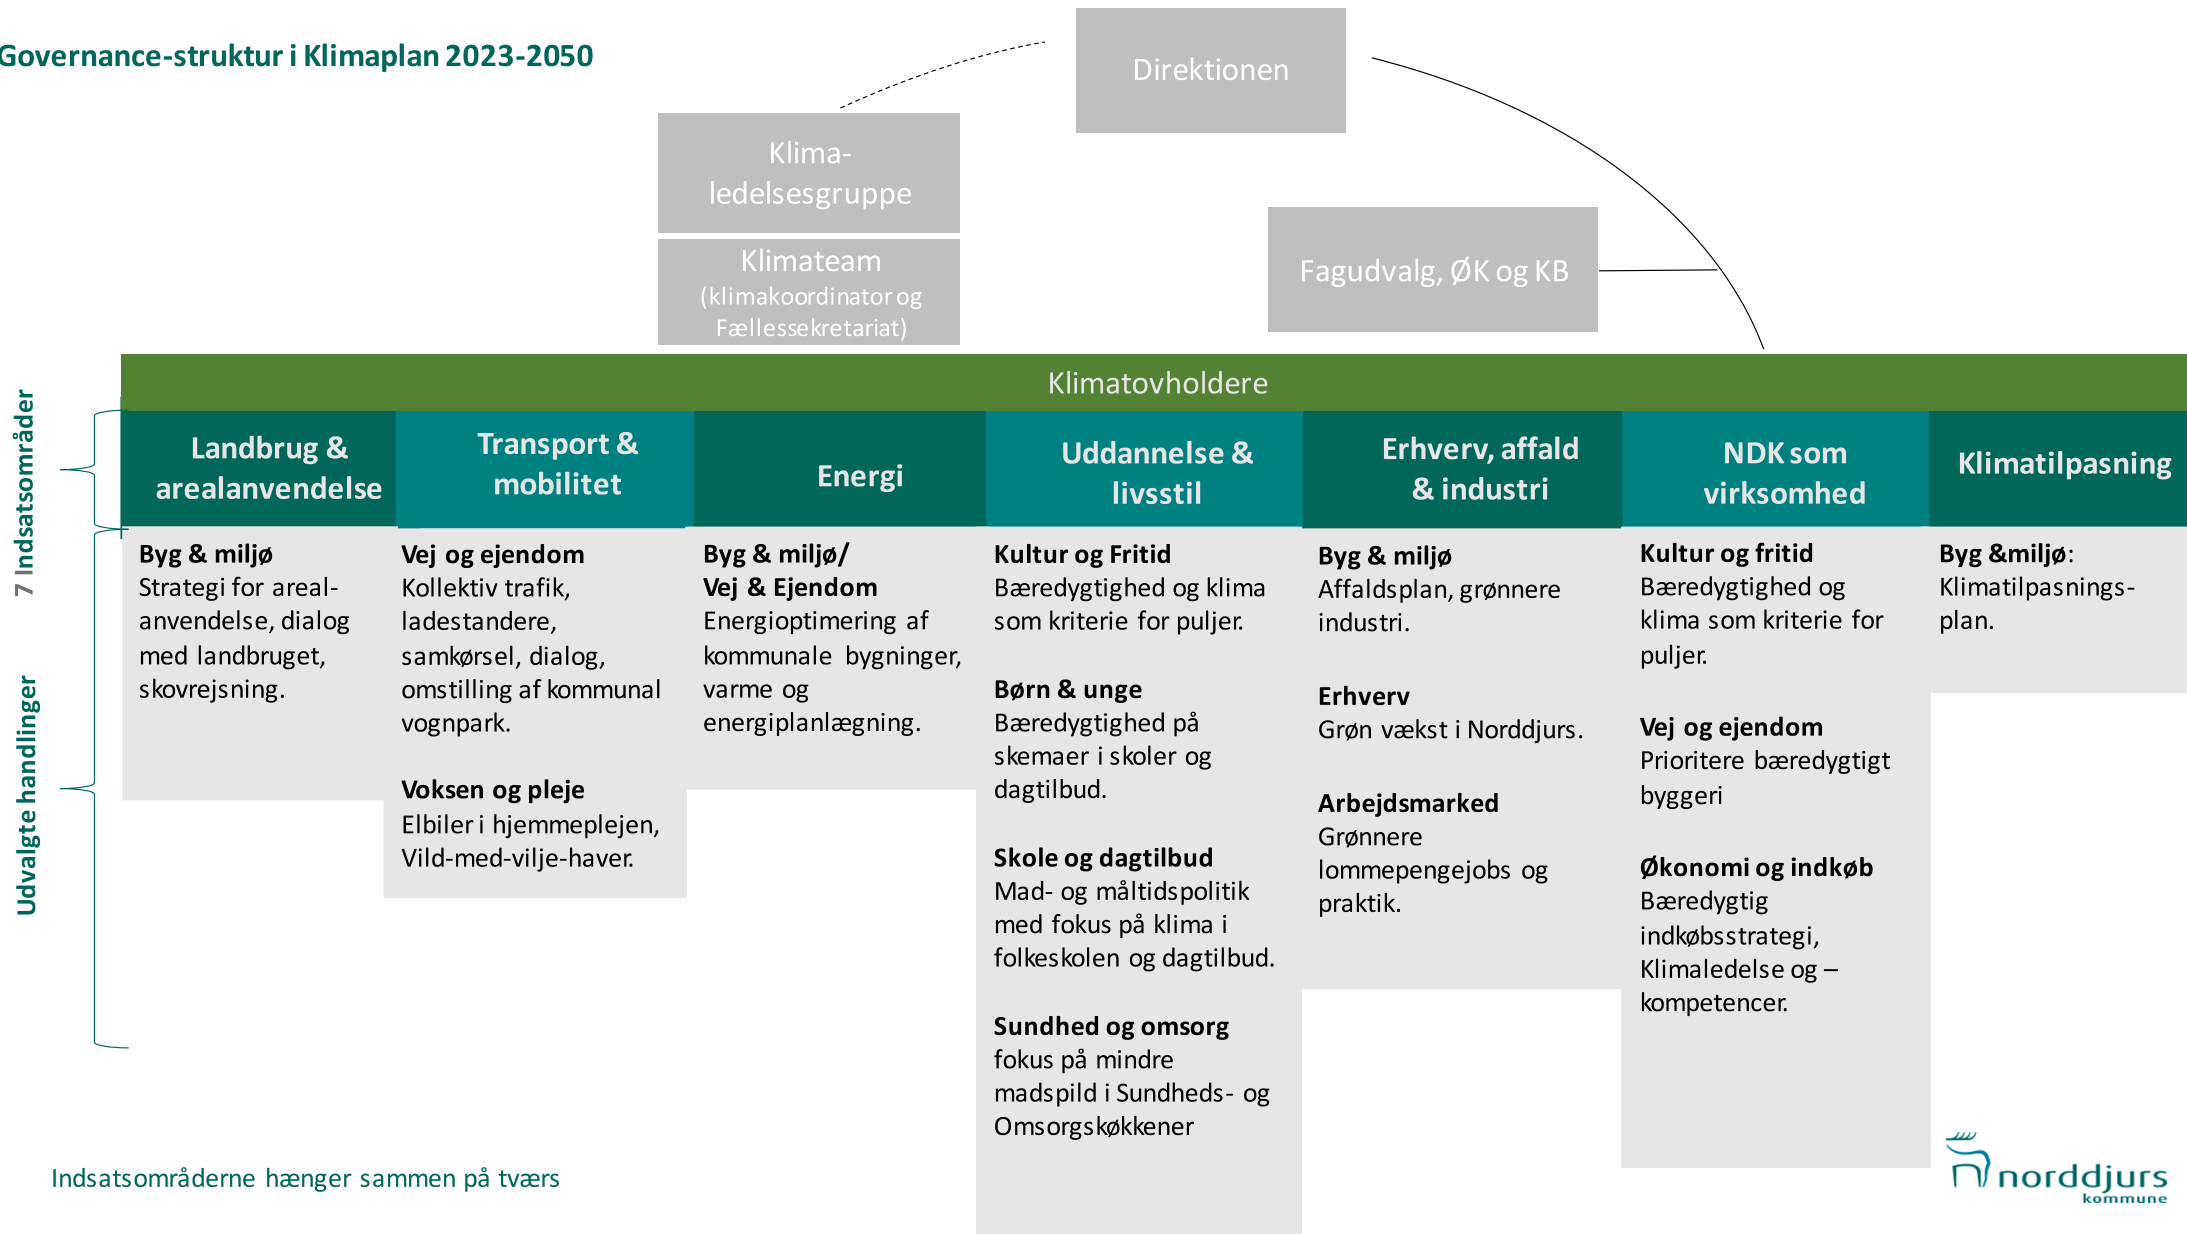 Governance-struktur i Klimaplan 2023-2050
Direktionen
Klima-
ledelsesgruppe
Klimateam
(klimakoordinator og
Fællessekretariat)
Fagudvalg, ØK og KB
Klimatovholdere
7 Indsatsområder
Landbrug &
arealanvendelse
Transport &
mobilitet
Energi
Uddannelse &
livsstil
Erhverv, affald
& industri
NDK som
virksomhed
Klimatilpasning
Udvalgte handlinger
Byg & miljø
Strategi for areal-
anvendelse, dialog
med landbruget,
skovrejsning.
Vej og ejendom
Kollektiv trafik,
ladestandere,
samkørsel, dialog,
omstilling af kommunal
vognpark.
Voksen og pleje
Elbiler i hjemmeplejen,
Vild-med-vilje-haver.
Byg & miljø/
Vej & Ejendom
Energioptimering af
kommunale bygninger,
varme og
energiplanlægning.
Kultur og Fritid
Bæredygtighed og klima
som kriterie for puljer.
Børn & unge
Bæredygtighed på
skemaer i skoler og
dagtilbud.
Skole og dagtilbud
Mad- og måltidspolitik
med fokus på klima i
folkeskolen og dagtilbud.
Sundhed og omsorg
fokus på mindre
madspild i Sundheds- og
Omsorgskøkkener
Byg & miljø
Affaldsplan, grønnere
industri.
Erhverv
Grøn vækst i Norddjurs.
Arbejdsmarked
Grønnere
lommepengejobs og
praktik.
Kultur og fritid
Bæredygtighed og
klima som kriterie for
puljer.
Vej og ejendom
Prioritere bæredygtigt
byggeri
Økonomi og indkøb
Bæredygtig
indkøbsstrategi,
Klimaledelse og –
kompetencer.
Byg &miljø:
Klimatilpasnings-
plan.
Indsatsområderne hænger sammen på tværs
norddjurs
kommune